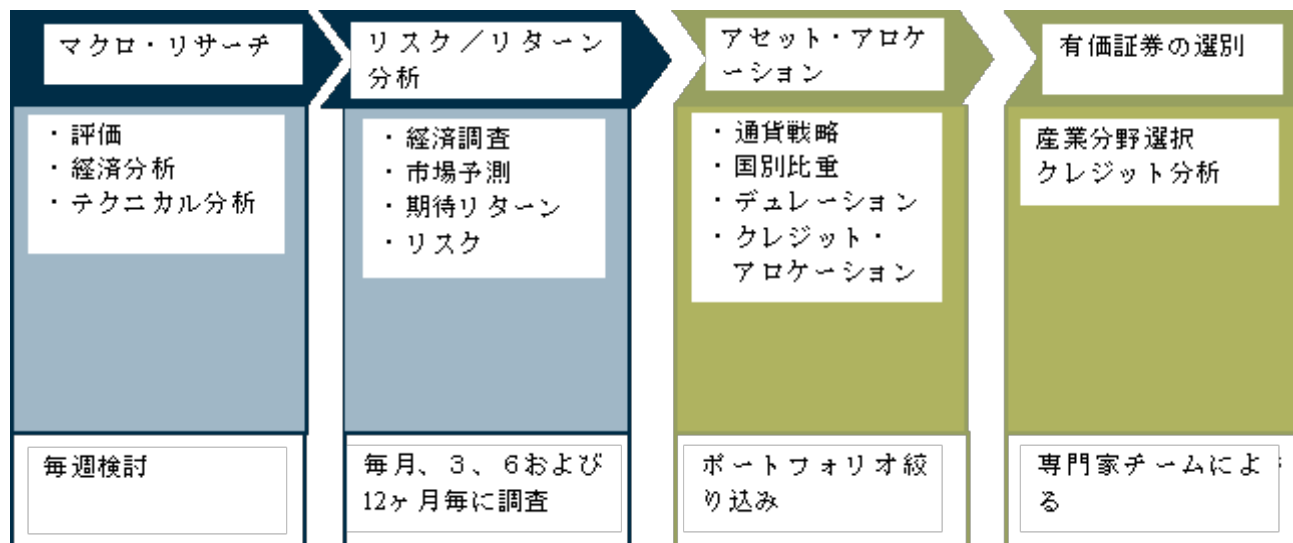 マクロ・リサーチ
・評価
・経済分析
・テクニカル分析
毎週検討
リスク／リターン
分析
・経済調査
・市場予測
・期待リターン
・リスク
毎月、３、６および
12ヶ月毎に調査
アセット・アロケ
ーション
・通貨戦略
・国別比重
・デュレーション
・クレジット・
アロケーション
ポートフォリオ絞
り込み
有価証券の選別
産業分野選択
クレジット分析
専門家チームによ
る